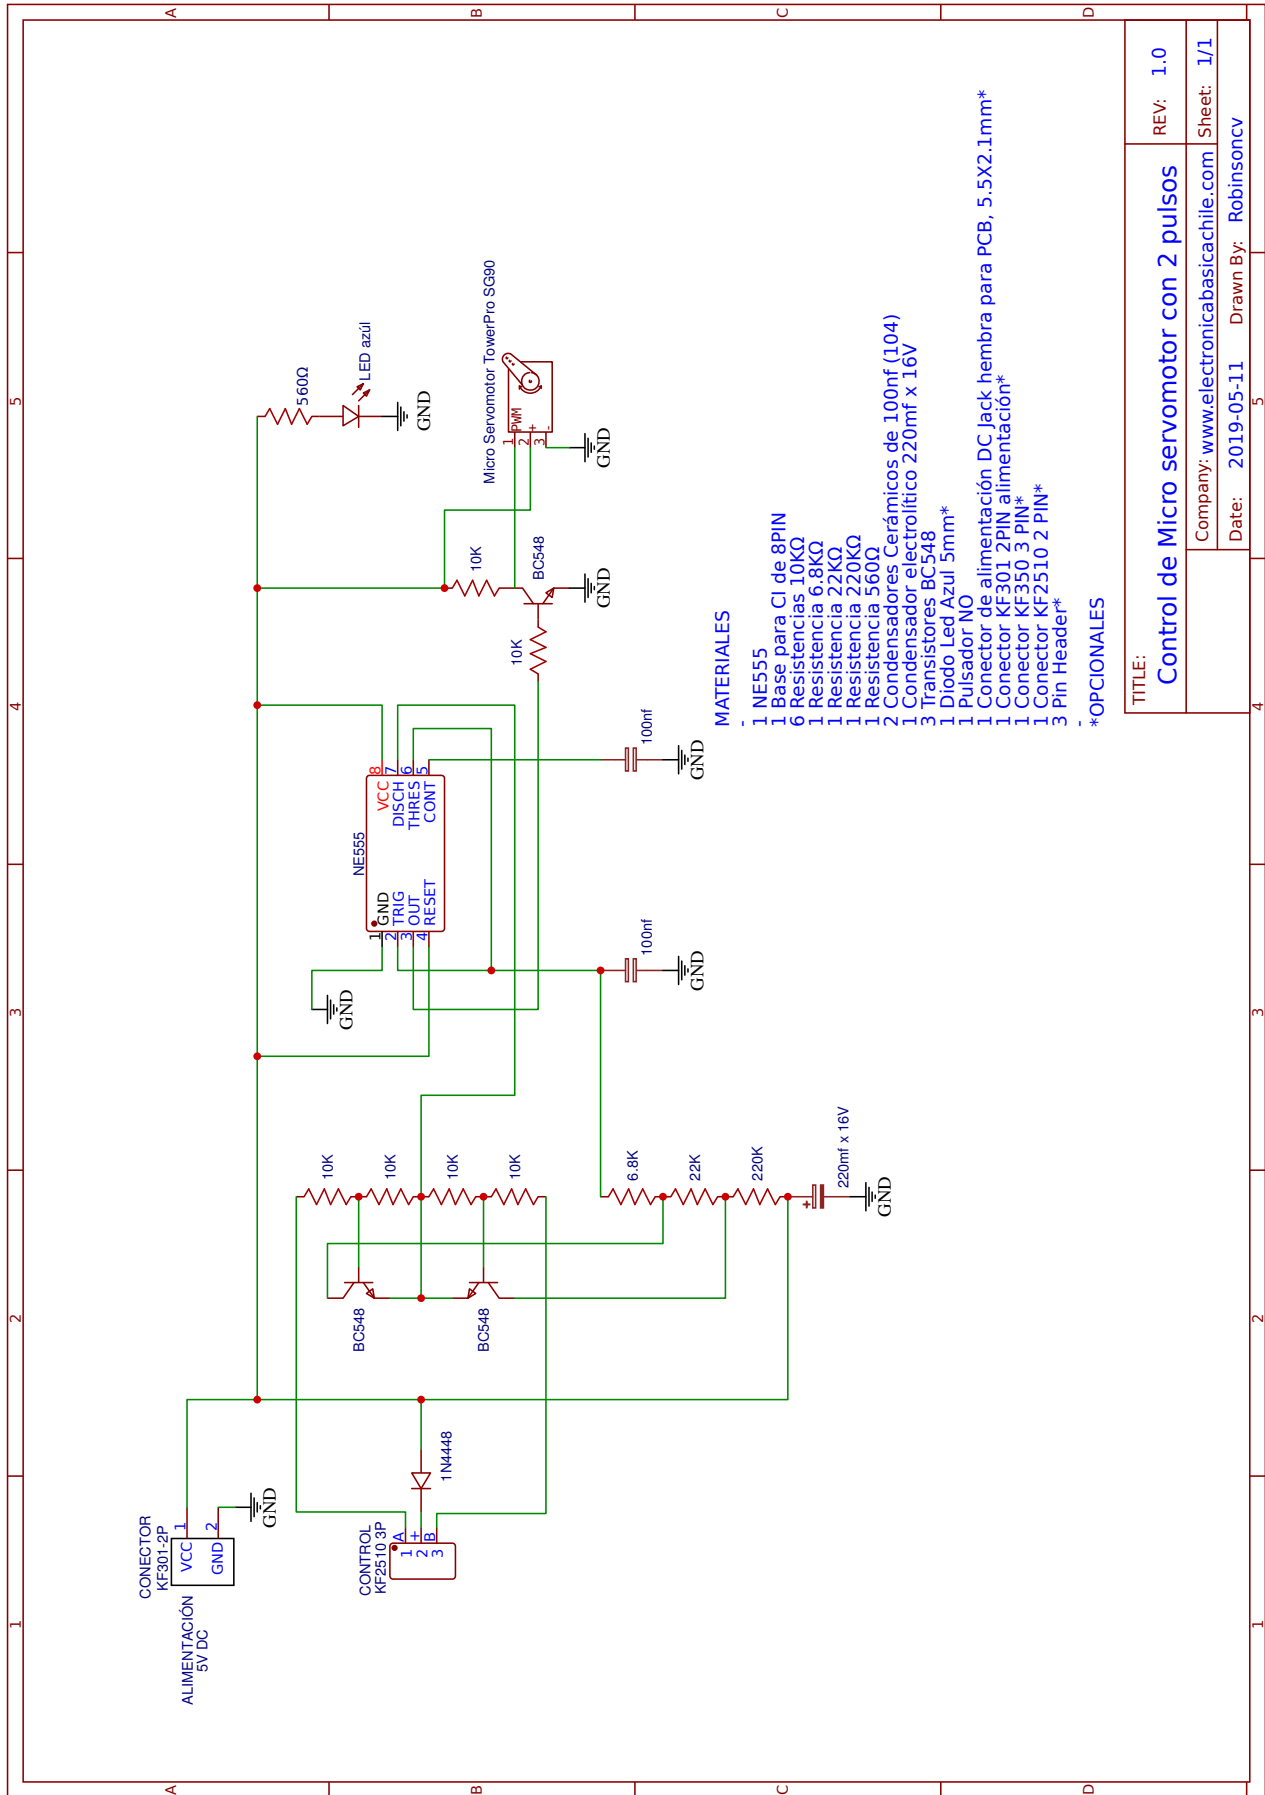 A
B
C
D
1
2
3
4
5
ALIMENTACIÓN
5V DC
CONECTOR
KF301-2P
VCC 1
GND 2
GND
CONTROL
KF2510 3P
1 A
2 +
3 B
1N4448
BC548
BC548
10K
10K
10K
10K
6.8K
22K
220K
220mf x 16V
GND
GND
NE555
1 GND
2 TRIG
3 OUT
4 RESET
VCC 8
DISCH 7
THRES 6
CONT 5
100nf
GND
100nf
GND
10K
10K
BC548
GND
560Ω
LED azúl
GND
Micro Servomotor TowerPro SG90
1 PWM
2 +
3 -
GND
MATERIALES
-
1 NE555
1 Base para CI de 8PIN
6 Resistencias 10KΩ
1 Resistencia 6.8KΩ
1 Resistencia 22KΩ
1 Resistencia 220KΩ
1 Resistencia 560Ω
2 Condensadores Cerámicos de 100nf (104)
1 Condensador electrolítico 220mf x 16V
3 Transistores BC548
1 Diodo Led Azul 5mm*
1 Pulsador NO
1 Conector de alimentación DC Jack hembra para PCB, 5.5X2.1mm*
1 Conector KF301 2PIN alimentación*
1 Conector KF350 3 PIN*
1 Conector KF2510 2 PIN*
3 Pin Header*
-
*OPCIONALES
TITLE:
Control de Micro servomotor con 2 pulsos
REV: 1.0
Company: www.electronicabasicachile.com
Sheet: 1/1
Date: 2019-05-11
Drawn By: Robinsoncv
1
2
3
4
5
A
B
C
D